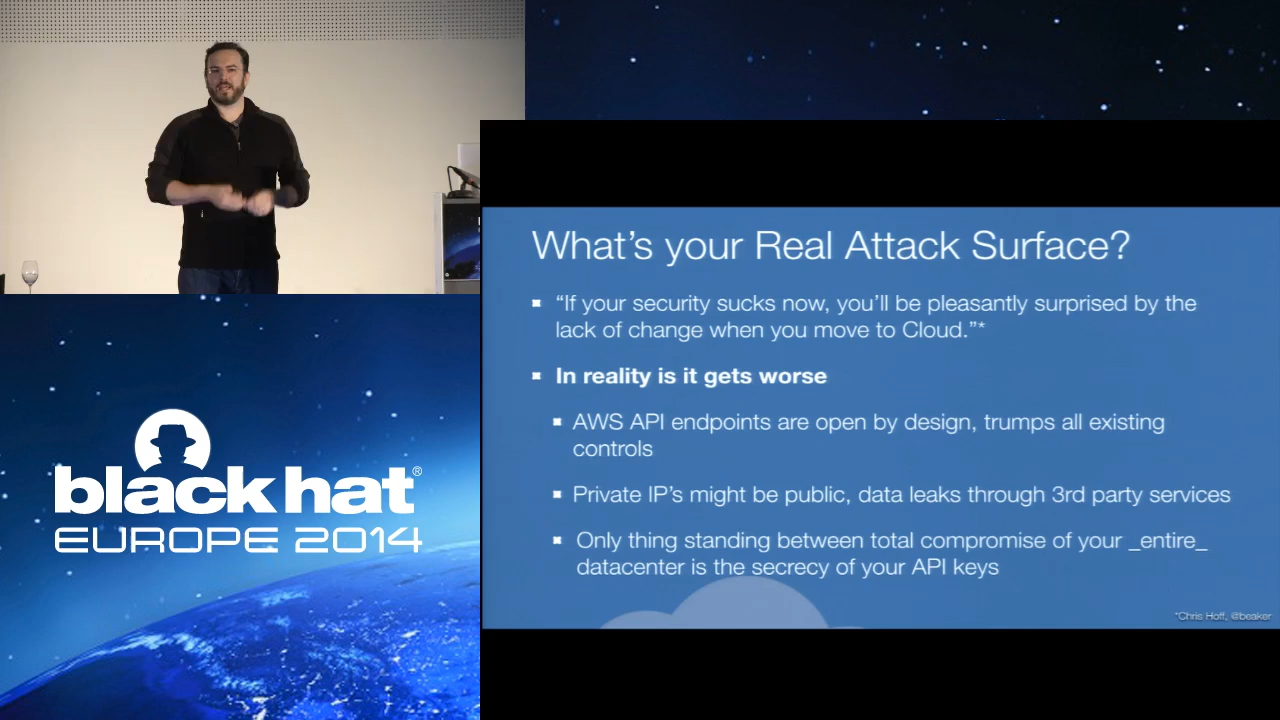 What's your Real Attack Surface?
"If your security sucks now, you'll be pleasantly surprised by the
lack of change when you move to Cloud."*
In reality is it gets worse
AWS API endpoints are open by design, trumps all existing
controls
Private IP's might be public, data leaks through 3rd party services
Only thing standing between total compromise of your _entire_
datacenter is the secrecy of your API keys
*Chris Hoff, @beaker
black hat®
EUROPE 2014